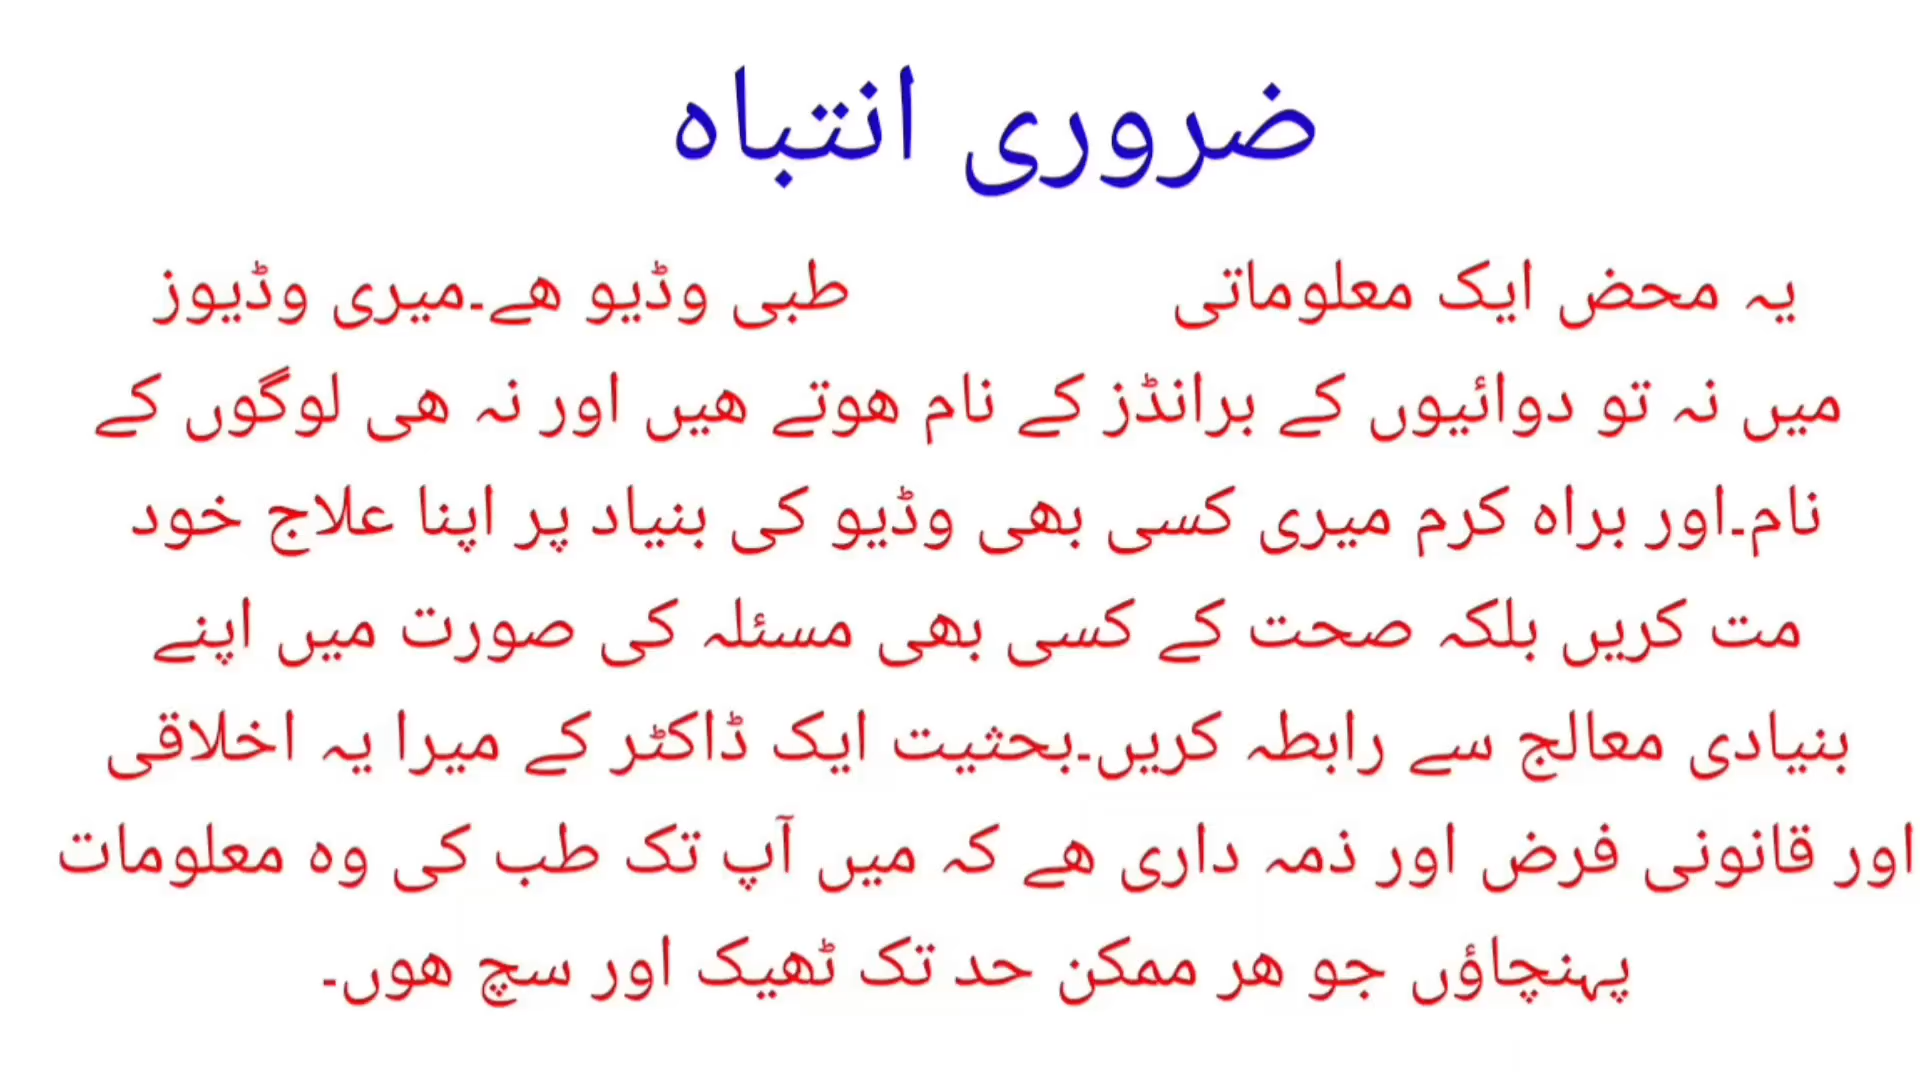 ضروری انتباہ
یہ محض ایک معلوماتی طبی وڈیو ھے۔میری وڈیوز
میں نہ تو دوائیوں کے برانڈز کے نام ھوتے ھیں اور نہ ھی لوگوں کے
نام۔اور براہ کرم میری کسی بھی وڈیو کی بنیاد پر اپنا علاج خود
مت کریں بلکہ صحت کے کسی بھی مسئلہ کی صورت میں اپنے
بنیادی معالج سے رابطہ کریں۔بحثیت ایک ڈاکٹر کے میرا یہ اخلاقی
اور قانونی فرض اور ذمہ داری ھے کہ میں آپ تک طب کی وہ معلومات
پہنچاؤں جو ھر ممکن حد تک ٹھیک اور سچ ھوں۔